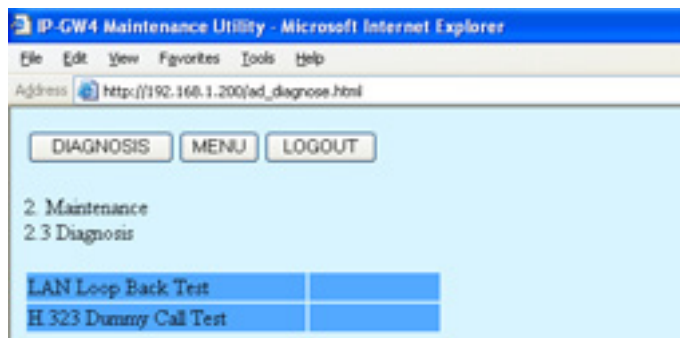 IP-GW4 Maintenance Utility - Microsoft Internet Explorer
File Edit View Favorites Tools Help
Address http://192.168.1.200/ad_diagnose.html
DIAGNOSIS MENU LOGOUT
2. Maintenance
2.3 Diagnosis
LAN Loop Back Test
H.323 Dummy Call Test